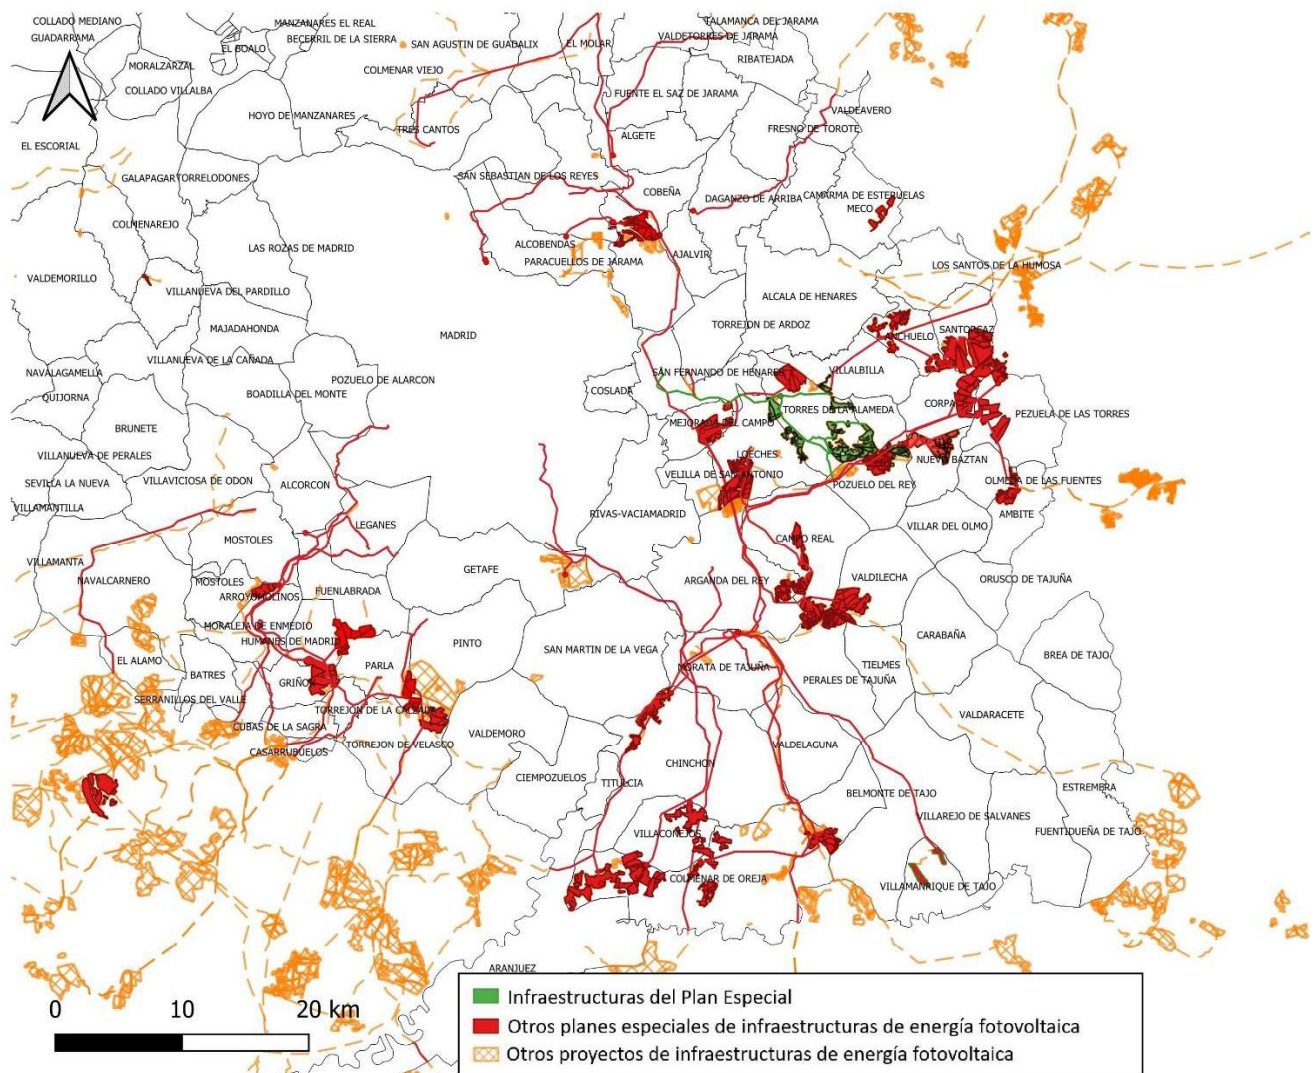 COLLADO MEDIANO
MANZANARES EL REAL
TALAMANCA DEL JARAMA
GUADARRAMA
BECERRIL DE LA SIERRA
VALDETORRES DE JARAMA
EL BOALO
SAN AGUSTIN DE GUADALIX
EL MOLAR
RIBATEJADA
MORALZARZAL
COLMENAR VIEJO
COLLADO VILLALBA
FUENTE EL SAZ DE JARAMA
HOYO DE MANZANARES
VALDEAVERO
TRES CANTOS
ALGETE
FRESNO DE TOROTE
EL ESCORIAL
GALAPAGAR
TORRELODONES
SAN SEBASTIAN DE LOS REYES
COBEÑA
DAGANZO DE ARRIBA
CAMARMA DE ESTERUELAS
MECO
COLMENAREJO
LAS ROZAS DE MADRID
ALCOBENDAS
AJALVIR
PARACUELLOS DE JARAMA
LOS SANTOS DE LA HUMOSA
VALDEMORILLO
VILLANUEVA DEL PARDILLO
ALCALA DE HENARES
MAJADAHONDA
MADRID
TORREJON DE ARDOZ
ANCHUELO
SANTORCAZ
VILLANUEVA DE LA CAÑADA
NAVALAGAMELLA
POZUELO DE ALARCON
SAN FERNANDO DE HENARES
VILLALBILLA
QUIJORNA
BOADILLA DEL MONTE
COSLADA
TORRES DE LA ALAMEDA
CORPA
PEZUELA DE LAS TORRES
BRUNETE
MEJORADA DEL CAMPO
VILLANUEVA DE PERALES
LOECHES
NUEVO BAZTAN
SEVILLA LA NUEVA
VILLAVICIOSA DE ODON
ALCORCON
VELILLA DE SAN ANTONIO
POZUELO DEL REY
OLMEDA DE LAS FUENTES
VILLAMANTILLA
RIVAS-VACIAMADRID
AMBITE
LEGANES
VILLAR DEL OLMO
MOSTOLES
CAMPO REAL
VILLAMANTA
GETAFE
NAVALCARNERO
MOSTOLES
FUENLABRADA
ARGANDA DEL REY
VALDILECHA
ORUSCO DE TAJUÑA
ARROYOMOLINOS
MORALEJA DE ENMEDIO
HUMANES DE MADRID
PINTO
CARABAÑA
SAN MARTIN DE LA VEGA
BREA DE TAJO
EL ALAMO
BATRES
PARLA
MORATA DE TAJUÑA
TIELMES
GRIÑON
PERALES DE TAJUÑA
SERRANILLOS DEL VALLE
TORREJON DE LA CALZADA
VALDARACETE
CUBAS DE LA SAGRA
VALDEMORO
CASARRUBUELOS
TORREJON DE VELASCO
VALDELAGUNA
CHINCHON
CIEMPOZUELOS
TITULCIA
BELMONTE DE TAJO
ESTREMERA
VILLAREJO DE SALVANES
VILLACONEJOS
FUENTIDUEÑA DE TAJO
COLMENAR DE OREJA
VILLAMANRIQUE DE TAJO
ARANJUEZ
0 10 20 km
Infraestructuras del Plan Especial
Otros planes especiales de infraestructuras de energía fotovoltaica
Otros proyectos de infraestructuras de energía fotovoltaica